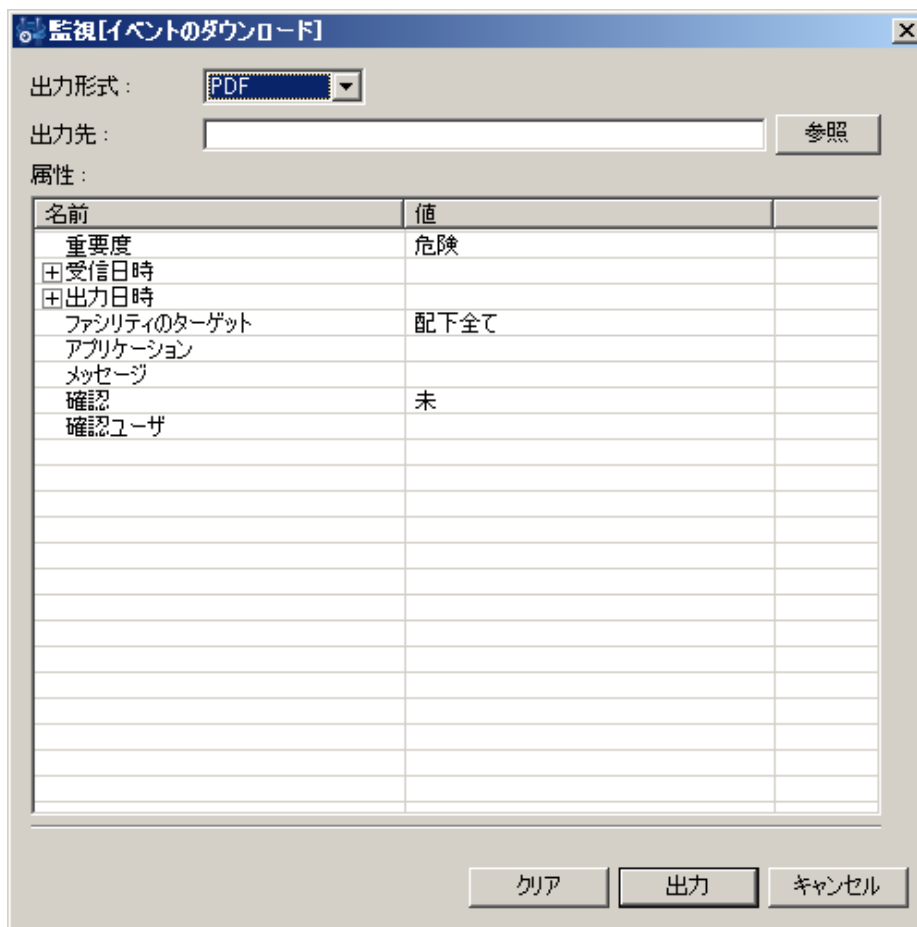 監視[イベントのダウンロード]
出力形式： PDF
出力先： 参照
属性：
名前 値
重要度 危険
受信日時
出力日時
ファシリティのターゲット 配下全て
アプリケーション
メッセージ
確認 未
確認ユーザ
クリア 出力 キャンセル